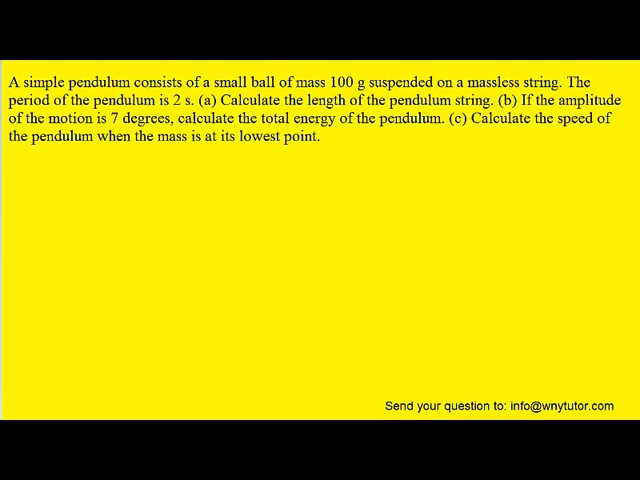 A simple pendulum consists of a small ball of mass 100 g suspended on a massless string. The
period of the pendulum is 2 s. (a) Calculate the length of the pendulum string. (b) If the amplitude
of the motion is 7 degrees, calculate the total energy of the pendulum. (c) Calculate the speed of
the pendulum when the mass is at its lowest point.
Send your question to: info@wnytutor.com